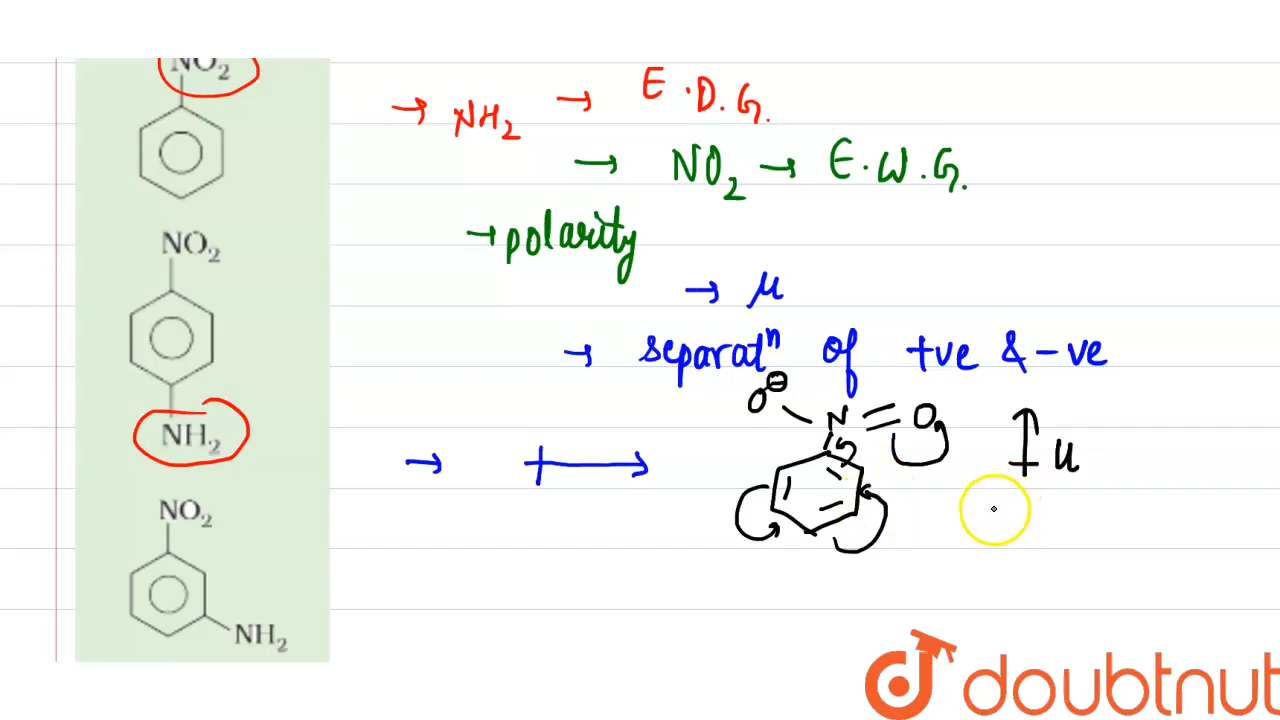 NO2
→ NH2 → E.D.G.
→ NO2 → E.W.G.
→ polarity
NO2
→ μ
→ separatⁿ of +ve & -ve
O⊖ N O
NH2
→ μ
NO2
NH2
doubtnut